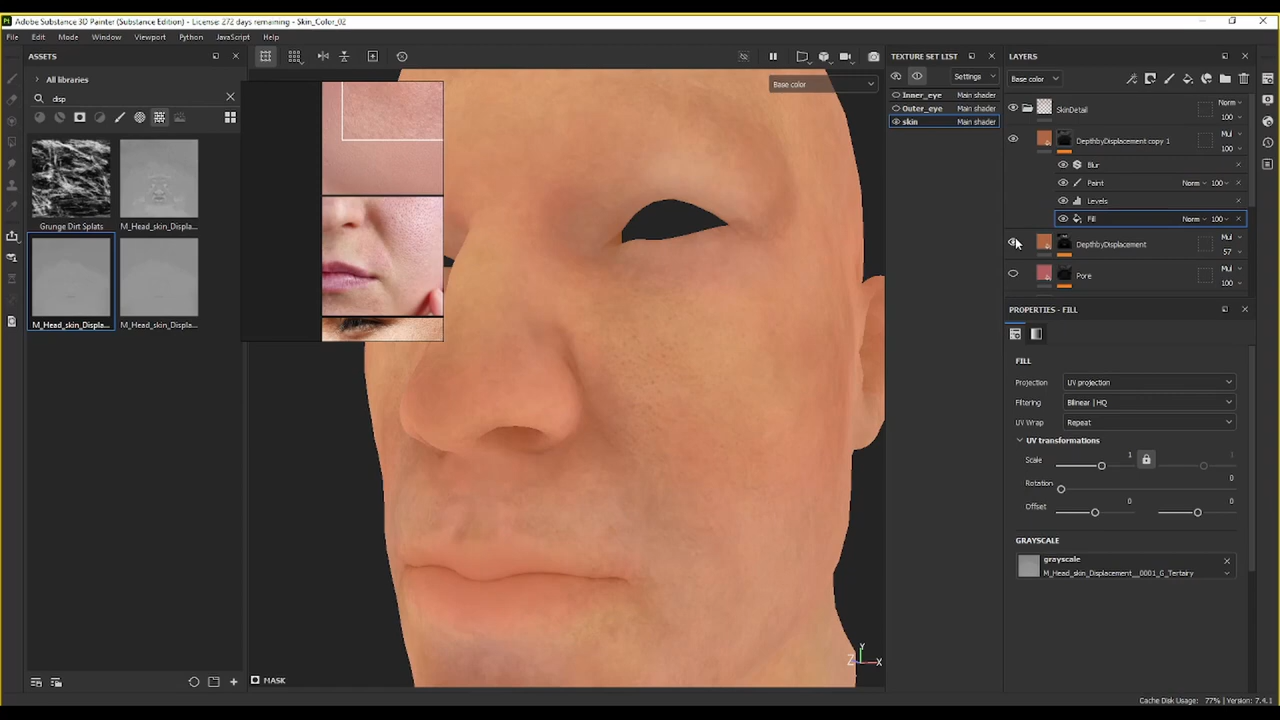 Adobe Substance 3D Painter (Substance Edition) - License: 272 days remaining - Skin_Color_02
File Edit Mode Window Viewport Python JavaScript Help
ASSETS
All libraries
disp
Grunge Dirt Splats
M_Head_skin_Displa...
M_Head_skin_Displa...
M_Head_skin_Displa...
Base color
MASK
Y
Z X
TEXTURE SET LIST
Settings
Inner_eye Main shader
Outer_eye Main shader
skin Main shader
LAYERS
Base color
SkinDetail Norm
100
DepthbyDisplacement copy 1 Mul
100
Blur
Paint Norm 100
Levels
Fill Norm 100
DepthbyDisplacement Mul
57
Pore Mul
100
PROPERTIES - FILL
FILL
Projection UV projection
Filtering Bilinear | HQ
UV Wrap Repeat
UV transformations
Scale 1 1
Rotation 0
Offset 0 0
GRAYSCALE
grayscale
M_Head_skin_Displacement__0001_G_Tertairy
Cache Disk Usage: 77% | Version: 7.4.1